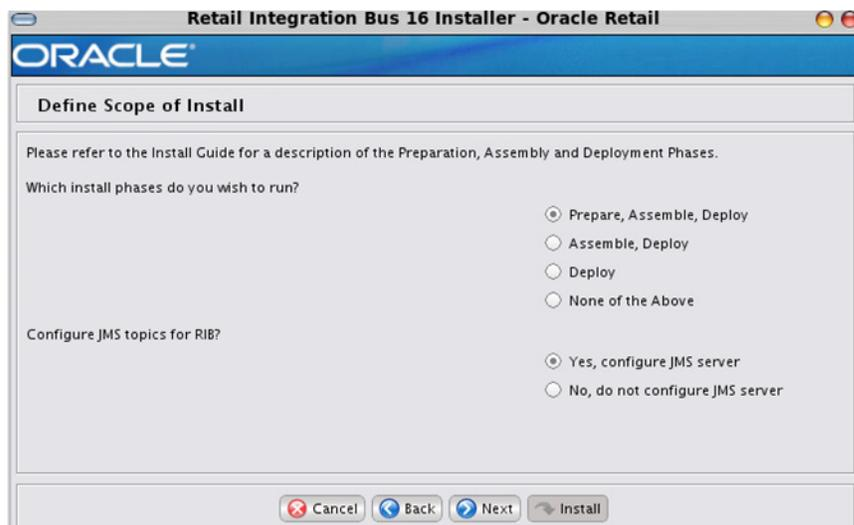 Retail Integration Bus 16 Installer - Oracle Retail
ORACLE®
Define Scope of Install
Please refer to the Install Guide for a description of the Preparation, Assembly and Deployment Phases.
Which install phases do you wish to run?
Prepare, Assemble, Deploy
Assemble, Deploy
Deploy
None of the Above
Configure JMS topics for RIB?
Yes, configure JMS server
No, do not configure JMS server
Cancel Back Next Install